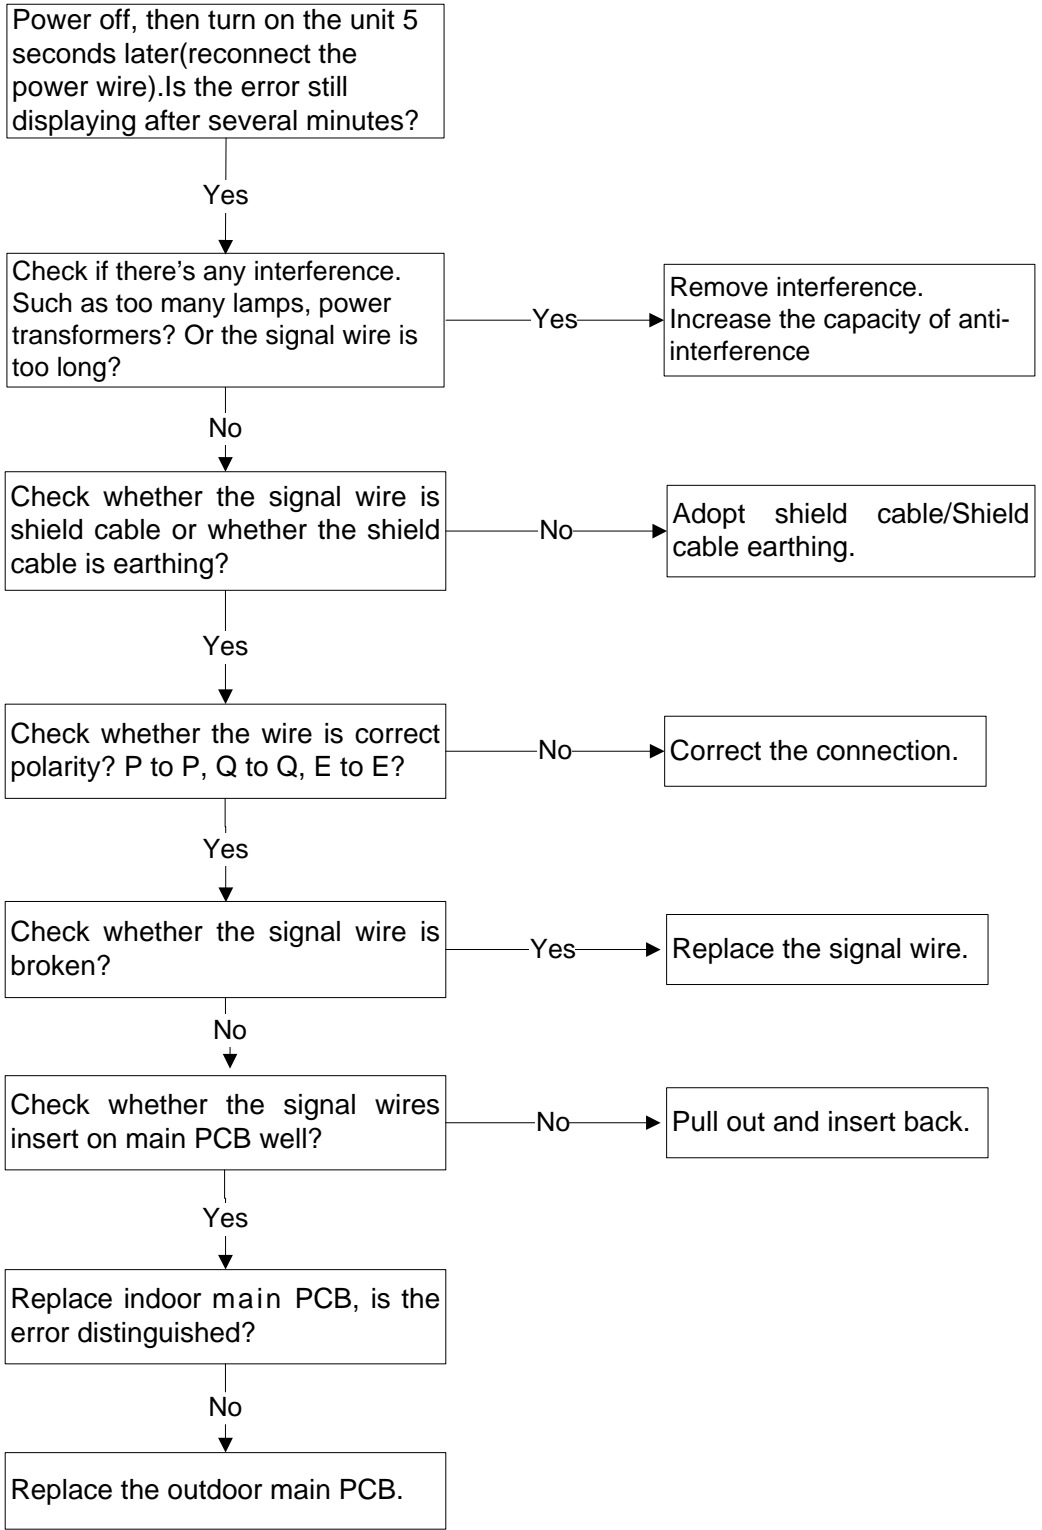 Power off, then turn on the unit 5
seconds later(reconnect the
power wire).Is the error still
displaying after several minutes?
Yes
Check if there's any interference.
Such as too many lamps, power
transformers? Or the signal wire is
too long?
Yes
Remove interference.
Increase the capacity of anti-
interference
No
Check whether the signal wire is
shield cable or whether the shield
cable is earthing?
No
Adopt shield cable/Shield
cable earthing.
Yes
Check whether the wire is correct
polarity? P to P, Q to Q, E to E?
No
Correct the connection.
Yes
Check whether the signal wire is
broken?
Yes
Replace the signal wire.
No
Check whether the signal wires
insert on main PCB well?
No
Pull out and insert back.
Yes
Replace indoor main PCB, is the
error distinguished?
No
Replace the outdoor main PCB.